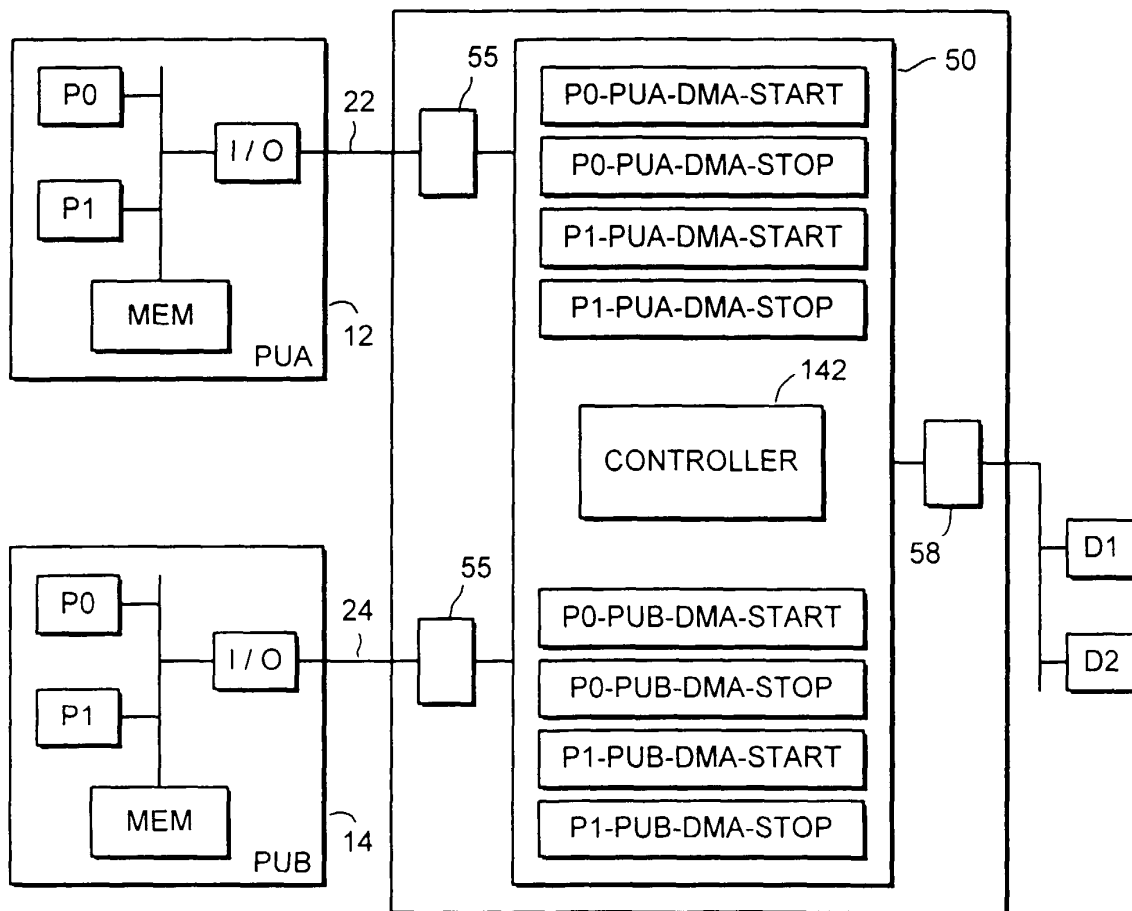 55
50
P0
22
P0-PUA-DMA-START
I / O
P0-PUA-DMA-STOP
P1
P1-PUA-DMA-START
MEM
P1-PUA-DMA-STOP
12
PUA
142
CONTROLLER
58
D1
55
P0
24
P0-PUB-DMA-START
I / O
P0-PUB-DMA-STOP
D2
P1
P1-PUB-DMA-START
MEM
P1-PUB-DMA-STOP
14
PUB